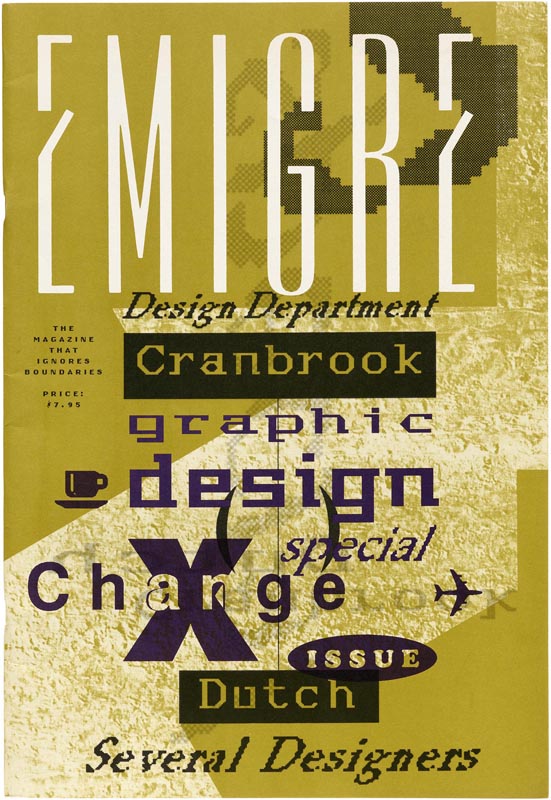 EMIGRE
Design Department
THE
MAGAZINE
THAT
IGNORES
BOUNDARIES
PRICE:
$7.95
Cranbrook
graphic
design
special
X
Change
ISSUE
Dutch
Several Designers